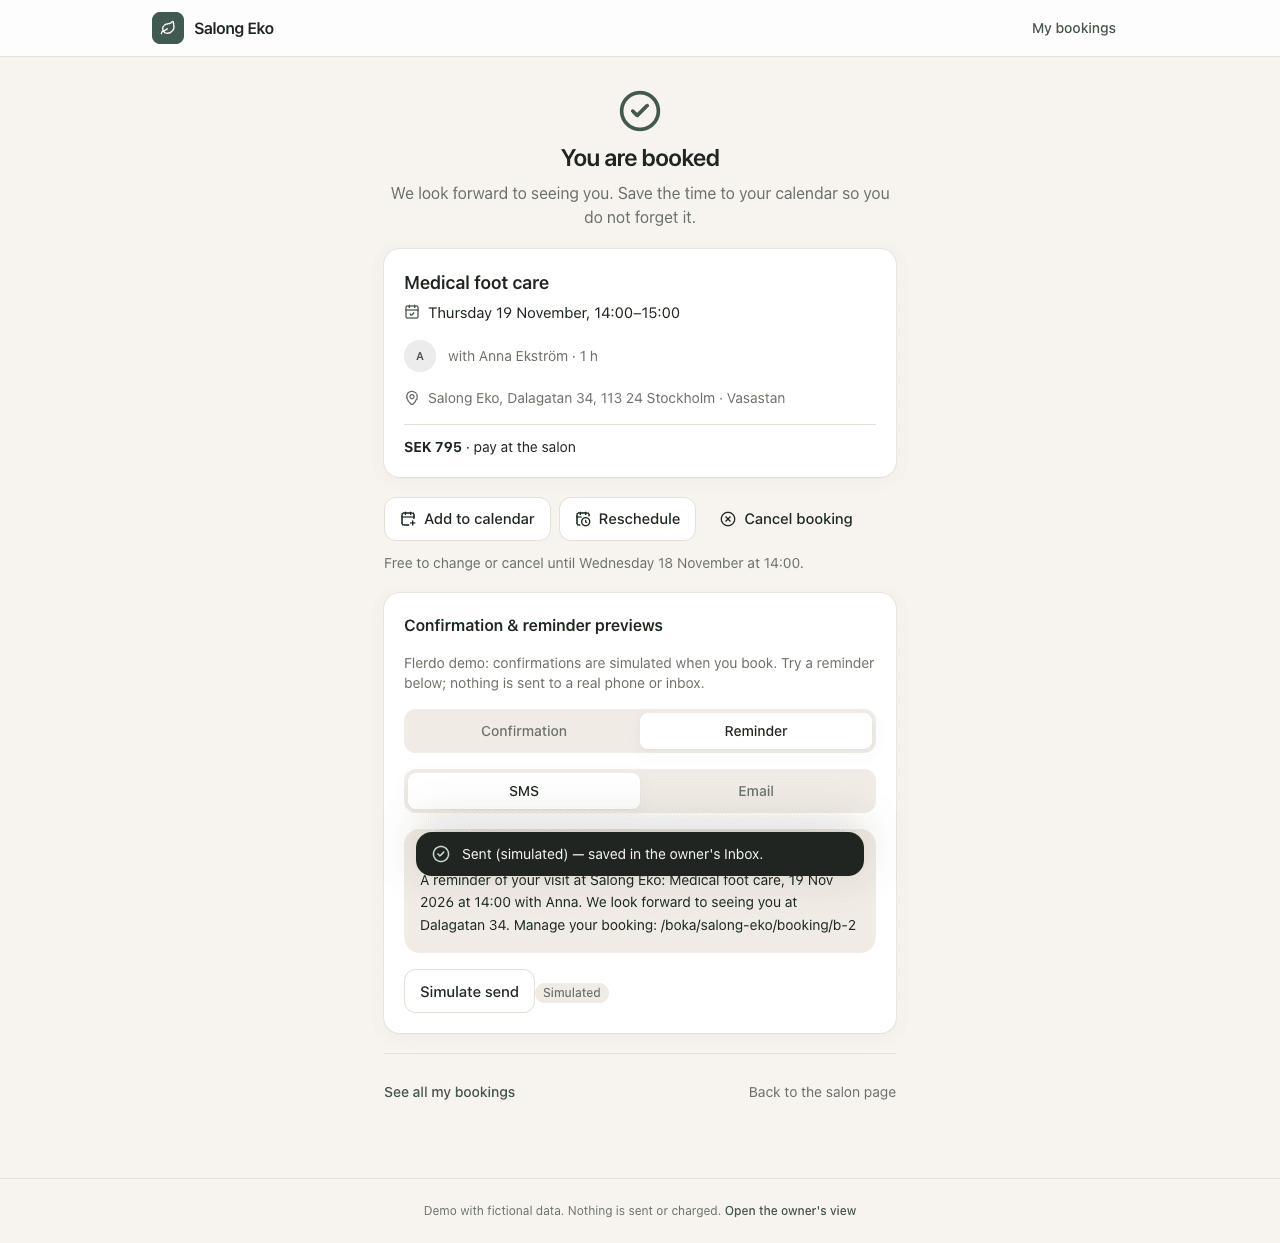 Salong Eko
My bookings
You are booked
We look forward to seeing you. Save the time to your calendar so you
do not forget it.
Medical foot care
Thursday 19 November, 14:00–15:00
A
with Anna Ekström · 1 h
Salong Eko, Dalagatan 34, 113 24 Stockholm · Vasastan
SEK 795 · pay at the salon
Add to calendar
Reschedule
Cancel booking
Free to change or cancel until Wednesday 18 November at 14:00.
Confirmation & reminder previews
Flerdo demo: confirmations are simulated when you book. Try a reminder
below; nothing is sent to a real phone or inbox.
Confirmation
Reminder
SMS
Email
Sent (simulated) — saved in the owner's Inbox.
A reminder of your visit at Salong Eko: Medical foot care, 19 Nov
2026 at 14:00 with Anna. We look forward to seeing you at
Dalagatan 34. Manage your booking: /boka/salong-eko/booking/b-2
Simulate send
Simulated
See all my bookings
Back to the salon page
Demo with fictional data. Nothing is sent or charged. Open the owner's view